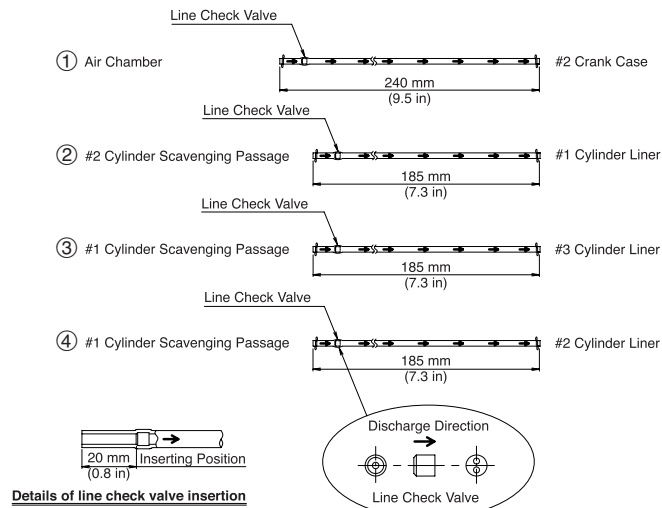 Line Check Valve
① Air Chamber
#2 Crank Case
240 mm
(9.5 in)
Line Check Valve
② #2 Cylinder Scavenging Passage
#1 Cylinder Liner
185 mm
(7.3 in)
Line Check Valve
③ #1 Cylinder Scavenging Passage
#3 Cylinder Liner
185 mm
(7.3 in)
Line Check Valve
④ #1 Cylinder Scavenging Passage
#2 Cylinder Liner
185 mm
(7.3 in)
20 mm
(0.8 in)
Inserting Position
Details of line check valve insertion
Discharge Direction
Line Check Valve